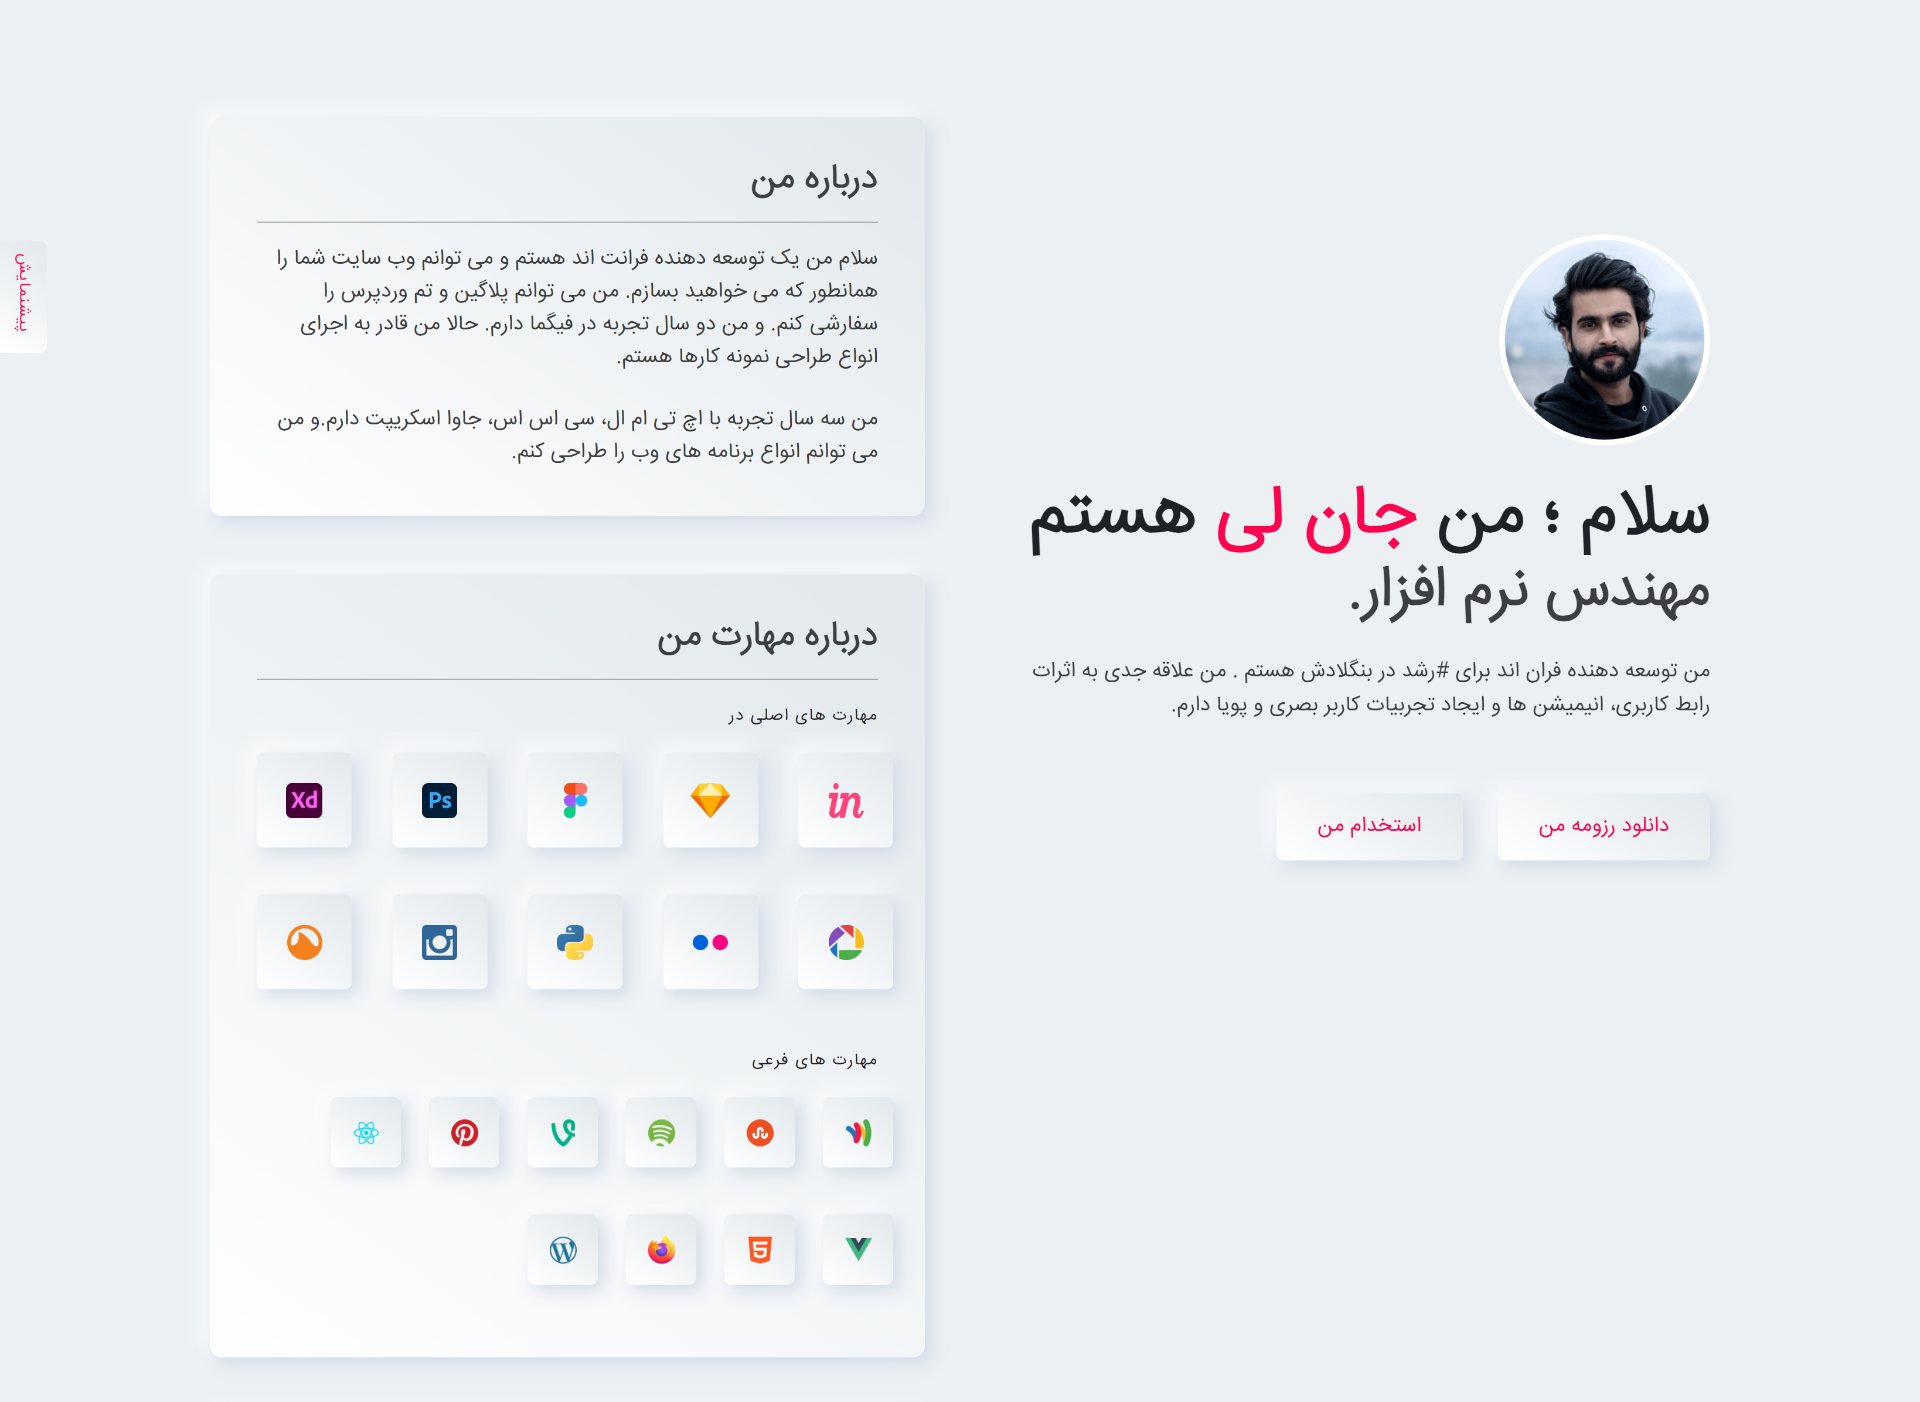 سلام ؛ من جان لی هستم
مهندس نرم افزار.
من توسعه دهنده فران اند برای #رشد در بنگلادش هستم . من علاقه جدی به اثرات
رابط کاربری، انیمیشن ها و ایجاد تجربیات کاربر بصری و پویا دارم.
دانلود رزومه من
استخدام من
درباره من
سلام من یک توسعه دهنده فرانت اند هستم و می توانم وب سایت شما را
همانطور که می خواهید بسازم. من می توانم پلاگین و تم وردپرس را
سفارشی کنم. و من دو سال تجربه در فیگما دارم. حالا من قادر به اجرای
انواع طراحی نمونه کارها هستم.
من سه سال تجربه با اچ تی ام ال، سی اس اس، جاوا اسکریپت دارم.و من
می توانم انواع برنامه های وب را طراحی کنم.
درباره مهارت من
مهارت های اصلی در
in
Ps
Xd
مهارت های فرعی
پیشنمایش